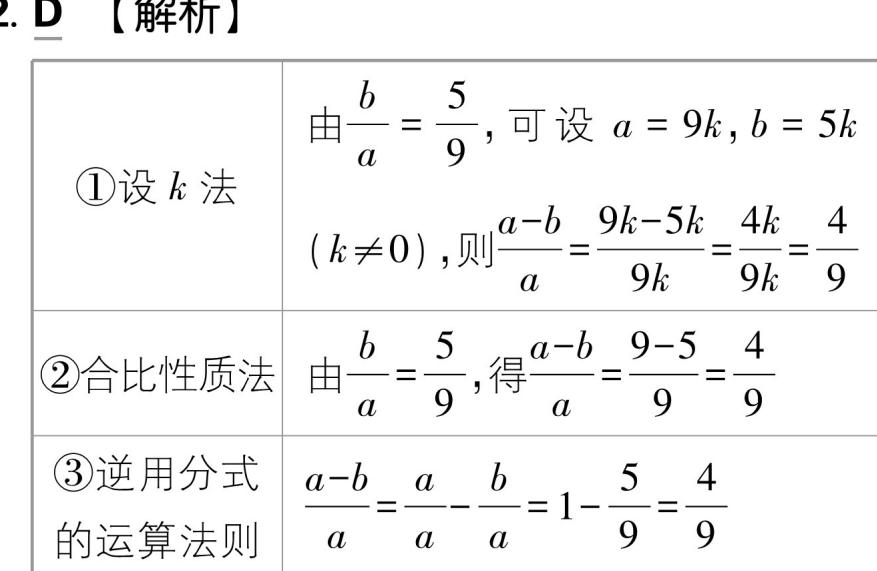 2. D 【解析】
①设 k 法
由b/a = 5/9, 可设 a = 9k, b = 5k
(k≠0),则(a-b)/a=(9k-5k)/9k=4k/9k=4/9
②合比性质法
由b/a=5/9,得(a-b)/a=(9-5)/9=4/9
③逆用分式
的运算法则
(a-b)/a=a/a-b/a=1-5/9=4/9